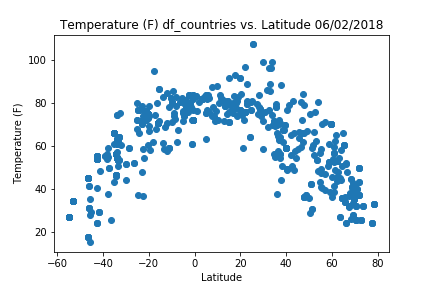 Temperature (F) df_countries vs. Latitude 06/02/2018
100
80
60
40
20
Temperature (F)
−60 −40 −20 0 20 40 60 80
Latitude